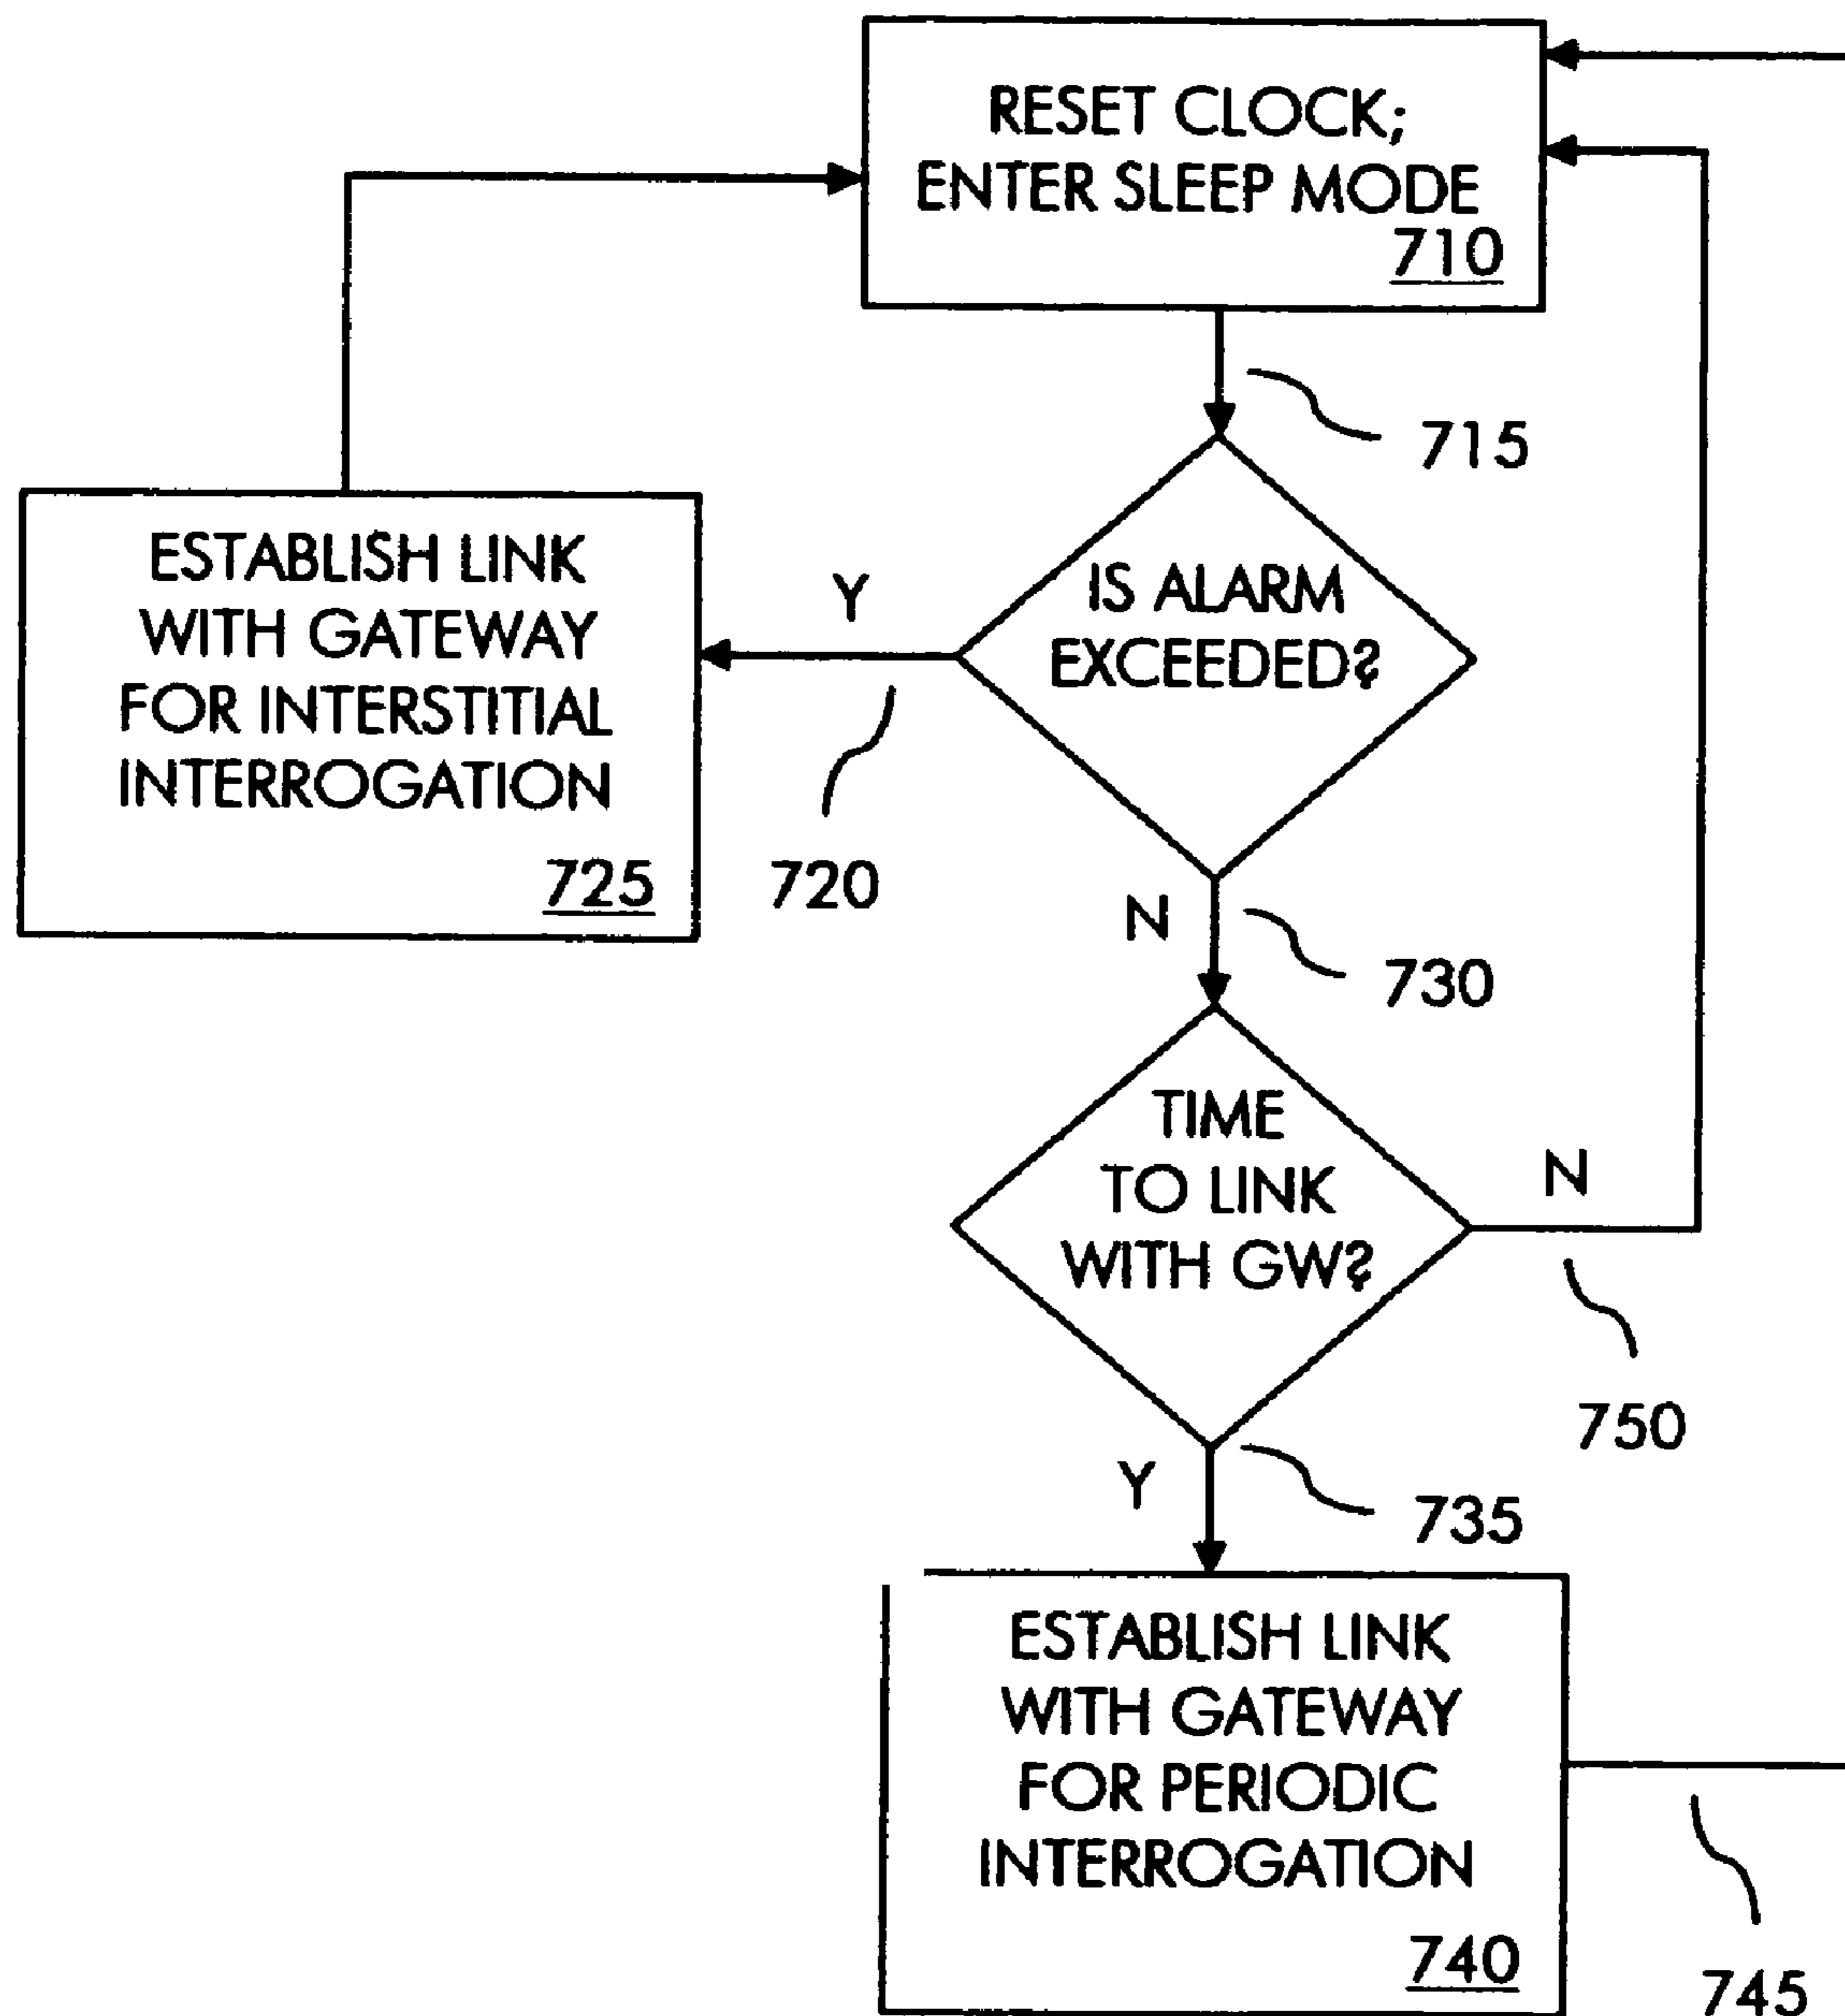 RESET CLOCK;
ENTER SLEEP MODE
710
715
ESTABLISH LINK
WITH GATEWAY
FOR INTERSTITIAL
INTERROGATION
725
Y
720
IS ALARM
EXCEEDED?
N
730
TIME
TO LINK
WITH GW?
N
750
Y
735
ESTABLISH LINK
WITH GATEWAY
FOR PERIODIC
INTERROGATION
740
745